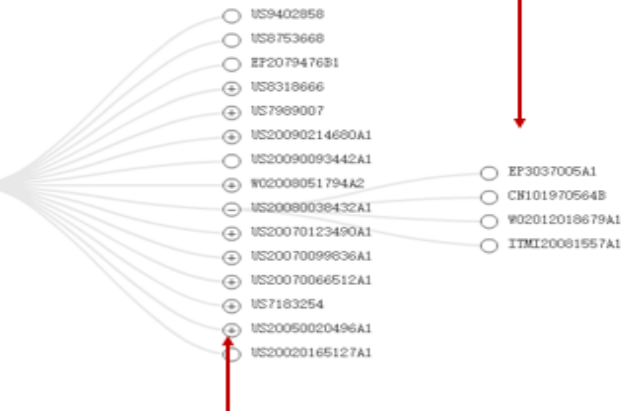 US9402858
US8753668
EP2079476B1
US8318666
US7989007
US20090214680A1
US20090093442A1
WO2008051794A2
US20080038432A1
US20070123490A1
US20070099836A1
US20070066512A1
US7183254
US20050020496A1
US20020165127A1
EP3037005A1
CN101970564B
WO2012018679A1
ITMI20081557A1